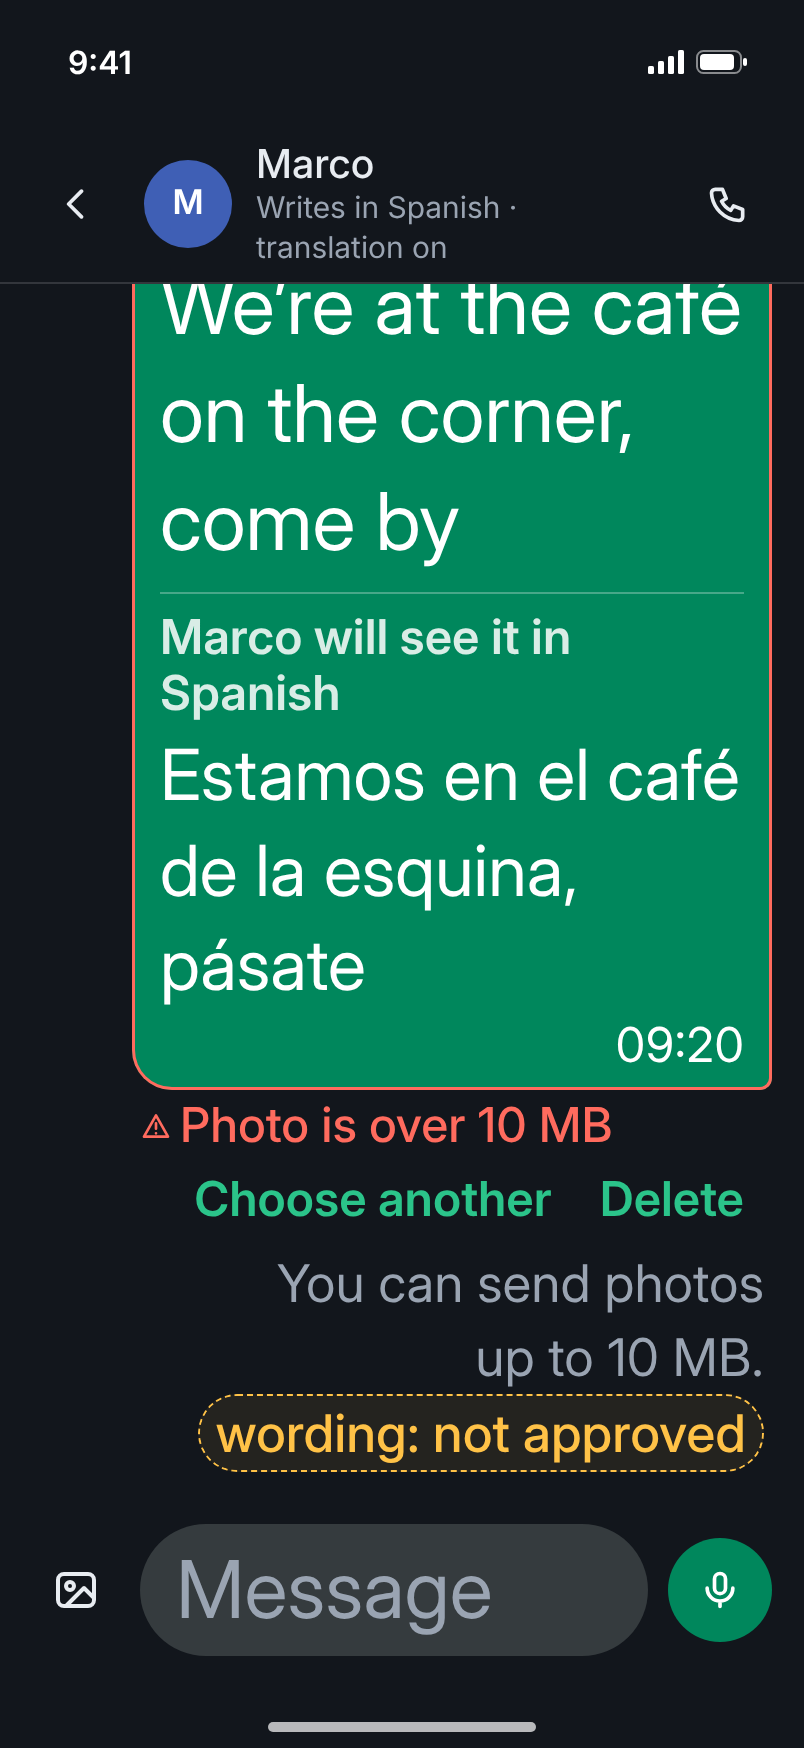 9:41
M
Marco
Writes in Spanish ·
translation on
We're at the café
on the corner,
come by
Marco will see it in
Spanish
Estamos en el café
de la esquina,
pásate
09:20
Photo is over 10 MB
Choose another Delete
You can send photos
up to 10 MB.
wording: not approved
Message